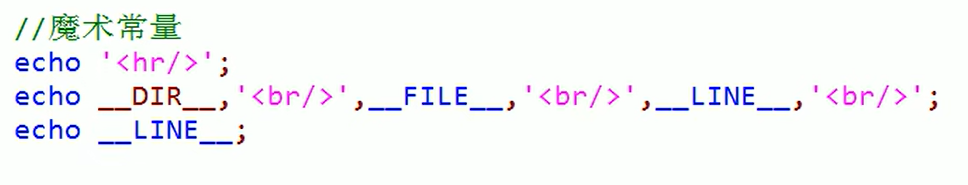 //魔术常量
echo '<hr/>';
echo __DIR__,'<br/>',__FILE__,'<br/>',__LINE__,'<br/>';
echo __LINE__;